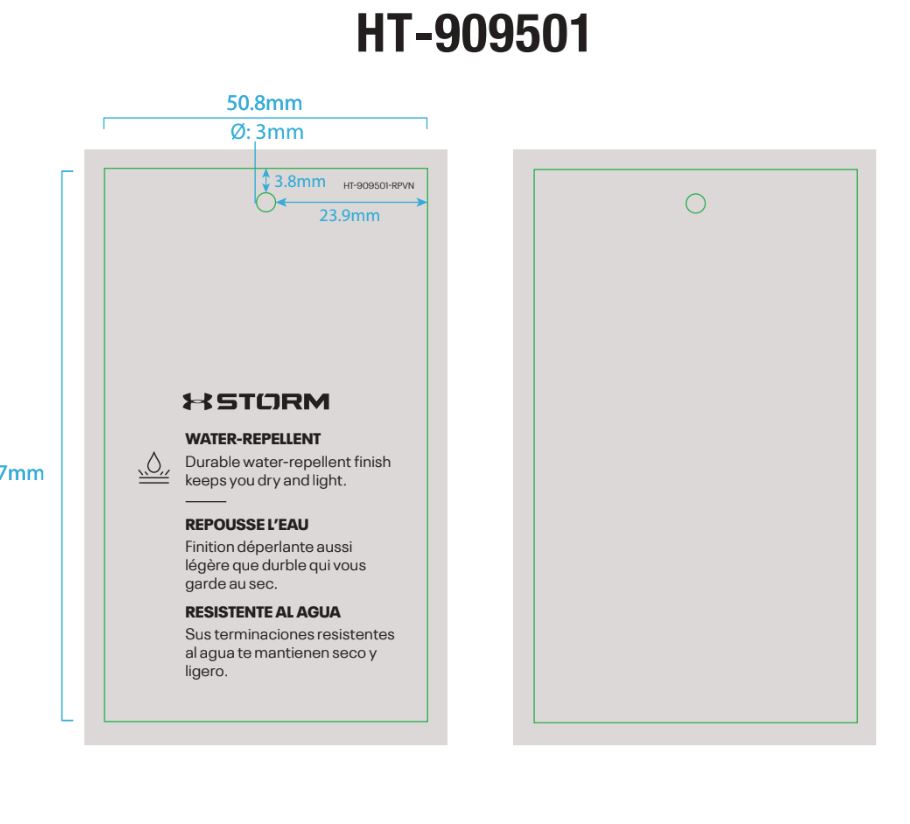 HT-909501
50.8mm
Ø: 3mm
3.8mm
HT-909501-RPVN
23.9mm
7mm
STORM
WATER-REPELLENT
Durable water-repellent finish
keeps you dry and light.
REPOUSSE L’EAU
Finition déperlante aussi
légère que durble qui vous
garde au sec.
RESISTENTE AL AGUA
Sus terminaciones resistentes
al agua te mantienen seco y
ligero.